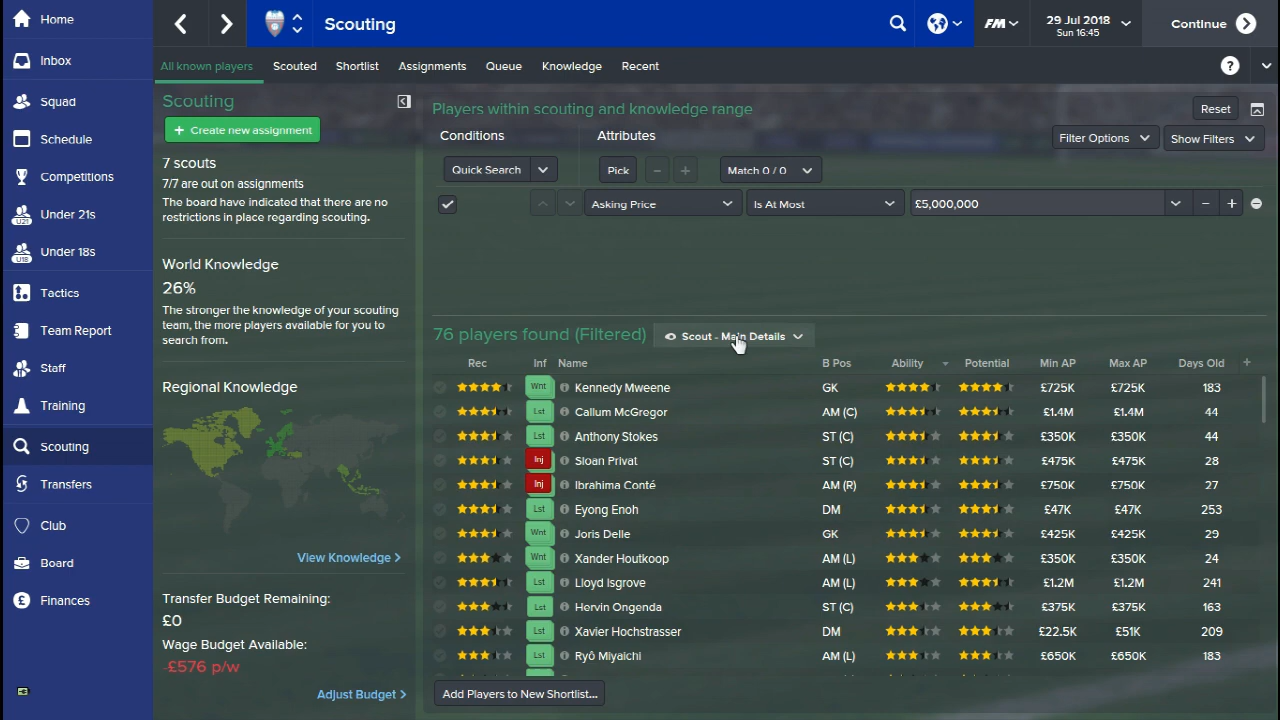 Home
Inbox
Squad
Schedule
Competitions
Under 21s
Under 18s
Tactics
Team Report
Staff
Training
Scouting
Transfers
Club
Board
Finances
Scouting
FM
29 Jul 2018
Sun 16:45
Continue
All known players Scouted Shortlist Assignments Queue Knowledge Recent ?
Scouting
+ Create new assignment
7 scouts
7/7 are out on assignments
The board have indicated that there are no
restrictions in place regarding scouting.
World Knowledge
26%
The stronger the knowledge of your scouting
team, the more players available for you to
search from.
Regional Knowledge
View Knowledge >
Transfer Budget Remaining:
£0
Wage Budget Available:
-£576 p/w
Adjust Budget >
Players within scouting and knowledge range Reset
Conditions Attributes Filter Options Show Filters
Quick Search Pick - + Match 0 / 0
Asking Price Is At Most £5,000,000 - +
76 players found (Filtered) Scout - Main Details
Rec Inf Name B Pos Ability Potential Min AP Max AP Days Old +
Wnt Kennedy Mweene GK £725K £725K 183
Lst Callum McGregor AM (C) £1.4M £1.4M 44
Lst Anthony Stokes ST (C) £350K £350K 44
Inj Sloan Privat ST (C) £475K £475K 28
Inj Ibrahima Conté AM (R) £750K £750K 27
Lst Eyong Enoh DM £47K £47K 253
Wnt Joris Delle GK £425K £425K 29
Wnt Xander Houtkoop AM (L) £350K £350K 24
Lst Lloyd Isgrove AM (L) £1.2M £1.2M 241
Lst Hervin Ongenda ST (C) £375K £375K 163
Lst Xavier Hochstrasser DM £22.5K £51K 209
Lst Ryô Miyaichi AM (L) £650K £650K 183
Add Players to New Shortlist...